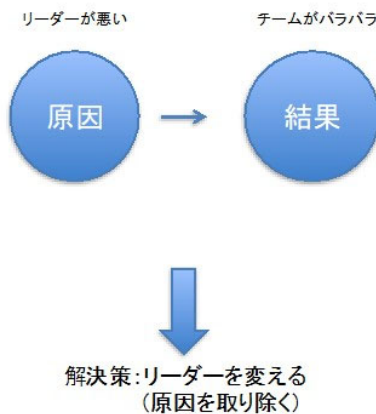 リーダーが悪い
チームがバラバラ
原因
結果
解決策:リーダーを変える
(原因を取り除く)